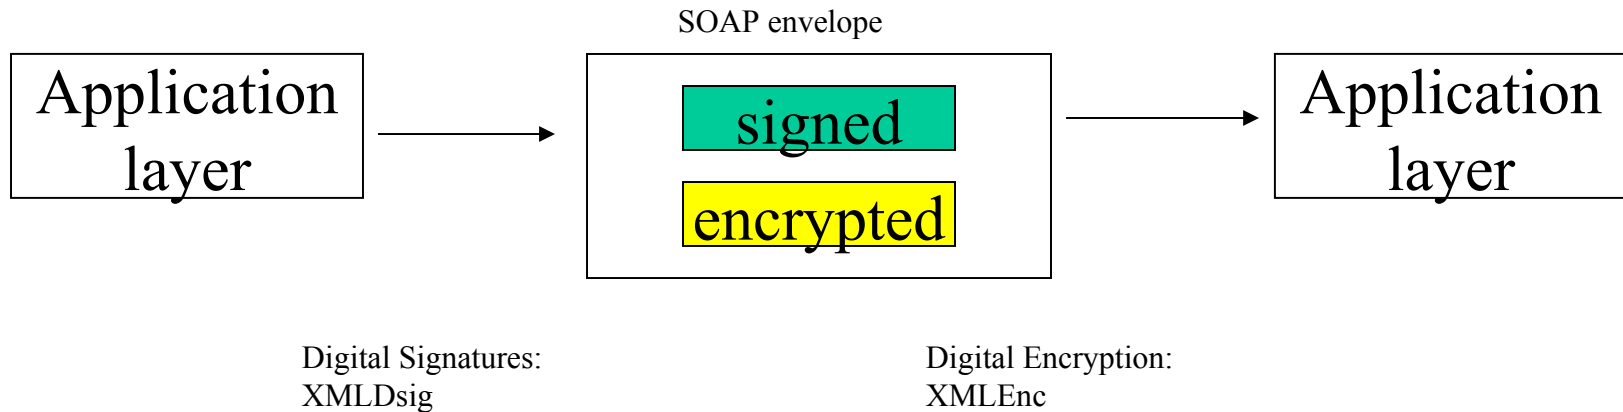 SOAP envelope
Application
layer
signed
encrypted
Application
layer
Digital Signatures:
XMLDsig
Digital Encryption:
XMLEnc